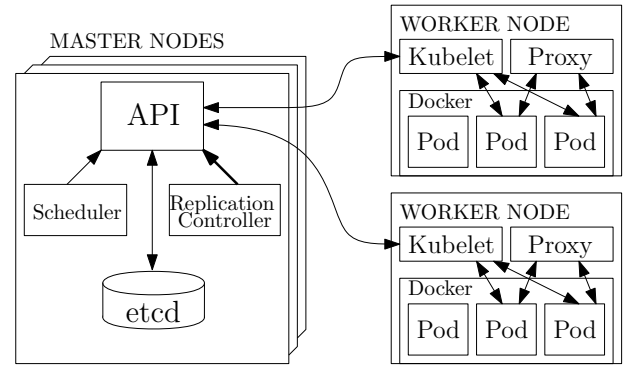 MASTER NODES
API
Scheduler
Replication
Controller
etcd
WORKER NODE
Kubelet
Proxy
Docker
Pod
Pod
Pod
WORKER NODE
Kubelet
Proxy
Docker
Pod
Pod
Pod